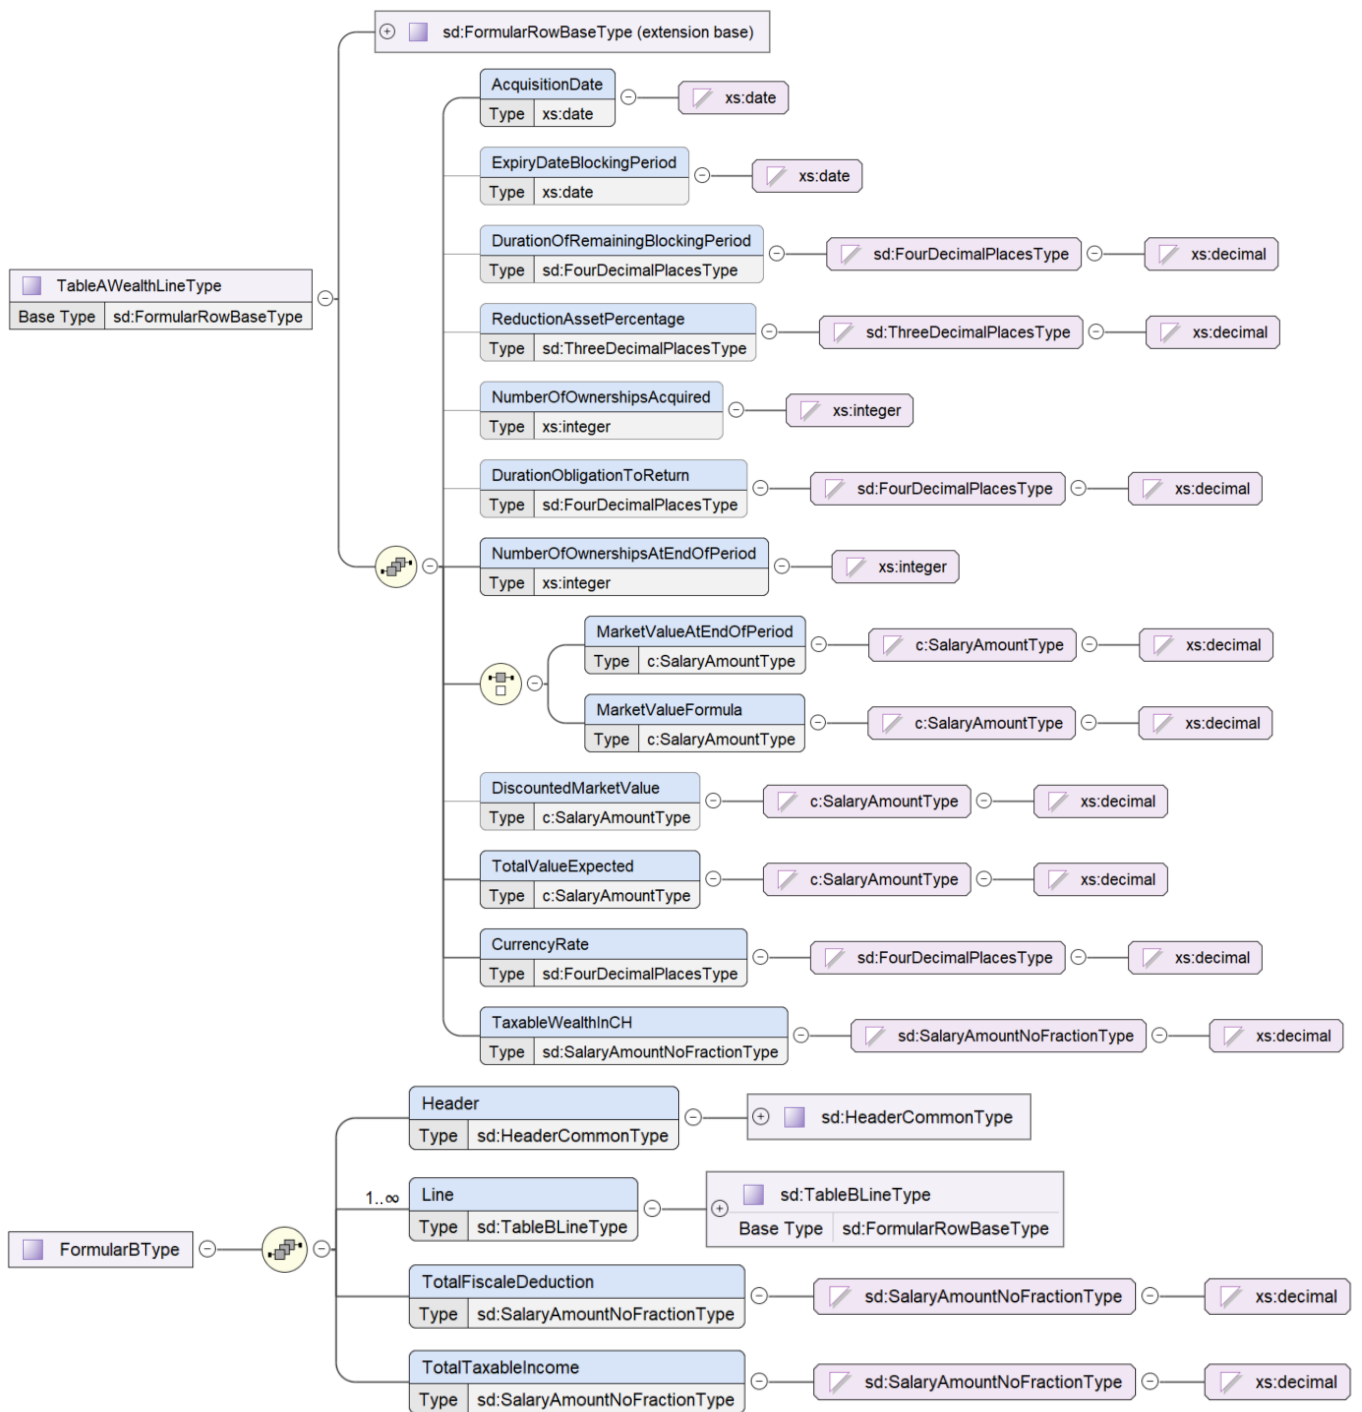 sd:FormularRowBaseType (extension base)
AcquisitionDate
Type xs:date
xs:date
ExpiryDateBlockingPeriod
Type xs:date
xs:date
DurationOfRemainingBlockingPeriod
Type sd:FourDecimalPlacesType
sd:FourDecimalPlacesType
xs:decimal
TableAWealthLineType
Base Type sd:FormularRowBaseType
ReductionAssetPercentage
Type sd:ThreeDecimalPlacesType
sd:ThreeDecimalPlacesType
xs:decimal
NumberOfOwnershipsAcquired
Type xs:integer
xs:integer
DurationObligationToReturn
Type sd:FourDecimalPlacesType
sd:FourDecimalPlacesType
xs:decimal
NumberOfOwnershipsAtEndOfPeriod
Type xs:integer
xs:integer
MarketValueAtEndOfPeriod
Type c:SalaryAmountType
c:SalaryAmountType
xs:decimal
MarketValueFormula
Type c:SalaryAmountType
c:SalaryAmountType
xs:decimal
DiscountedMarketValue
Type c:SalaryAmountType
c:SalaryAmountType
xs:decimal
TotalValueExpected
Type c:SalaryAmountType
c:SalaryAmountType
xs:decimal
CurrencyRate
Type sd:FourDecimalPlacesType
sd:FourDecimalPlacesType
xs:decimal
TaxableWealthInCH
Type sd:SalaryAmountNoFractionType
sd:SalaryAmountNoFractionType
xs:decimal
Header
Type sd:HeaderCommonType
sd:HeaderCommonType
1..∞
Line
Type sd:TableBLineType
sd:TableBLineType
Base Type sd:FormularRowBaseType
FormularBType
TotalFiscaleDeduction
Type sd:SalaryAmountNoFractionType
sd:SalaryAmountNoFractionType
xs:decimal
TotalTaxableIncome
Type sd:SalaryAmountNoFractionType
sd:SalaryAmountNoFractionType
xs:decimal